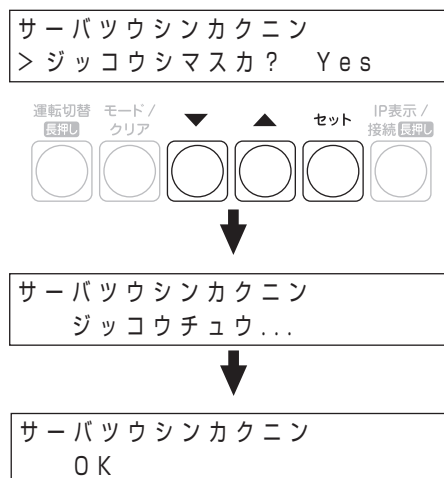 サーバツウシンカクニン
>ジッコウシマスカ? Yes
運転切替 モード/ ▼ ▲ セット IP表示/
長押し クリア 接続 長押し
サーバツウシンカクニン
ジッコウチュウ...
サーバツウシンカクニン
OK